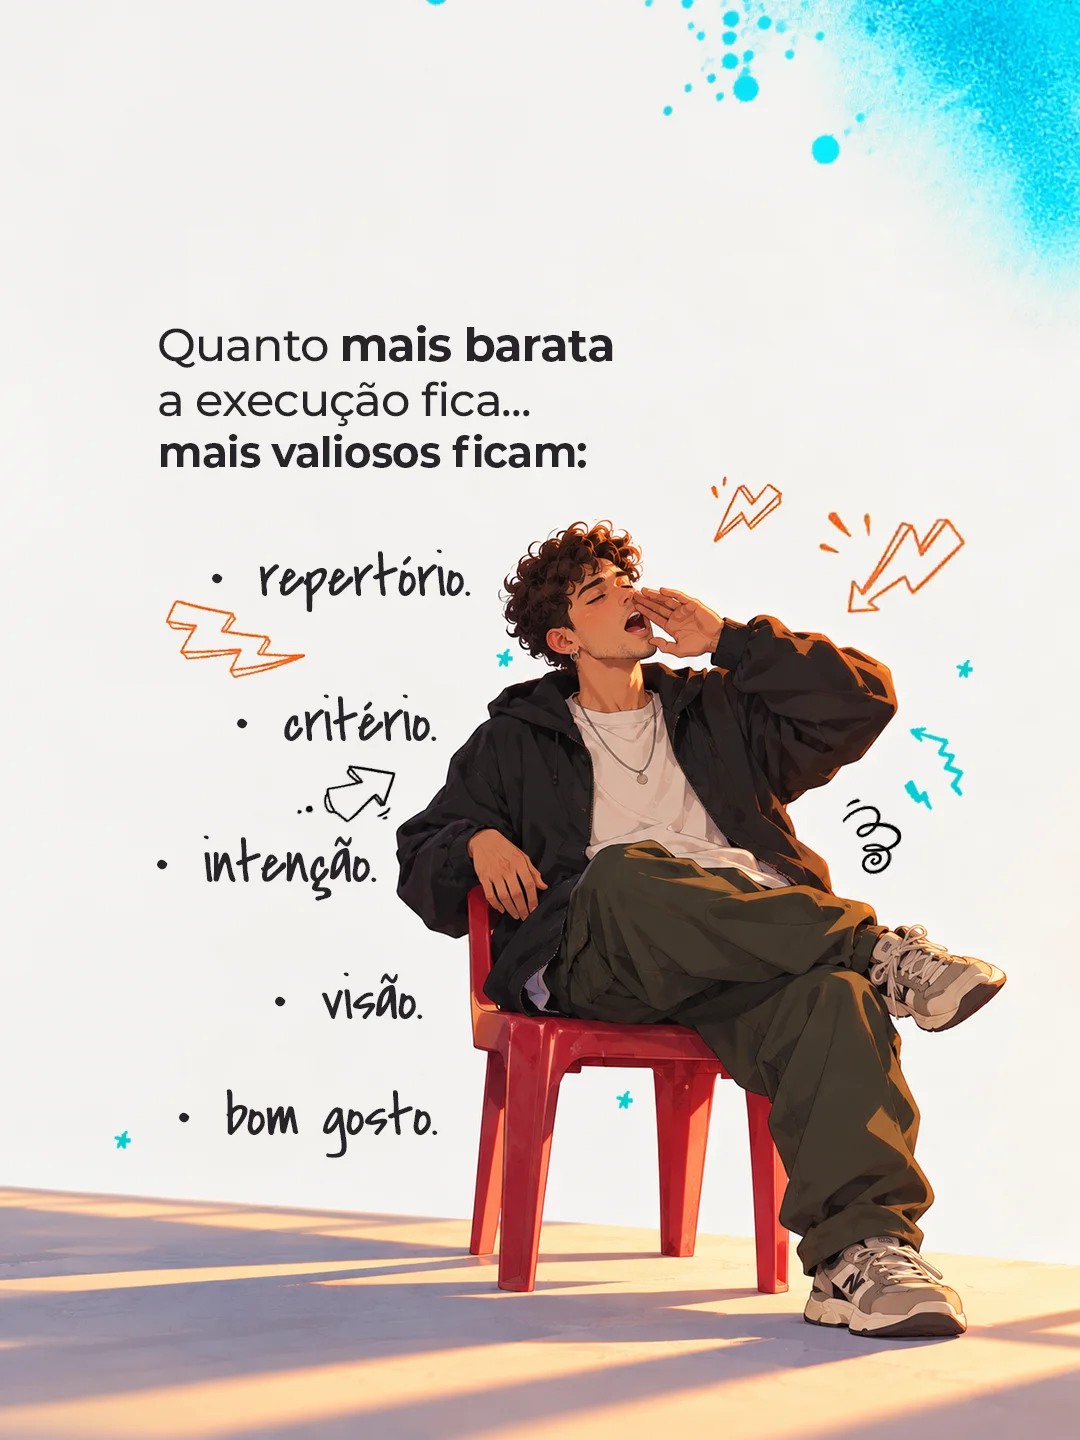 Quanto mais barata
a execução fica...
mais valiosos ficam:
• repertório.
• critério.
• intenção.
• visão.
• bom gosto.
N